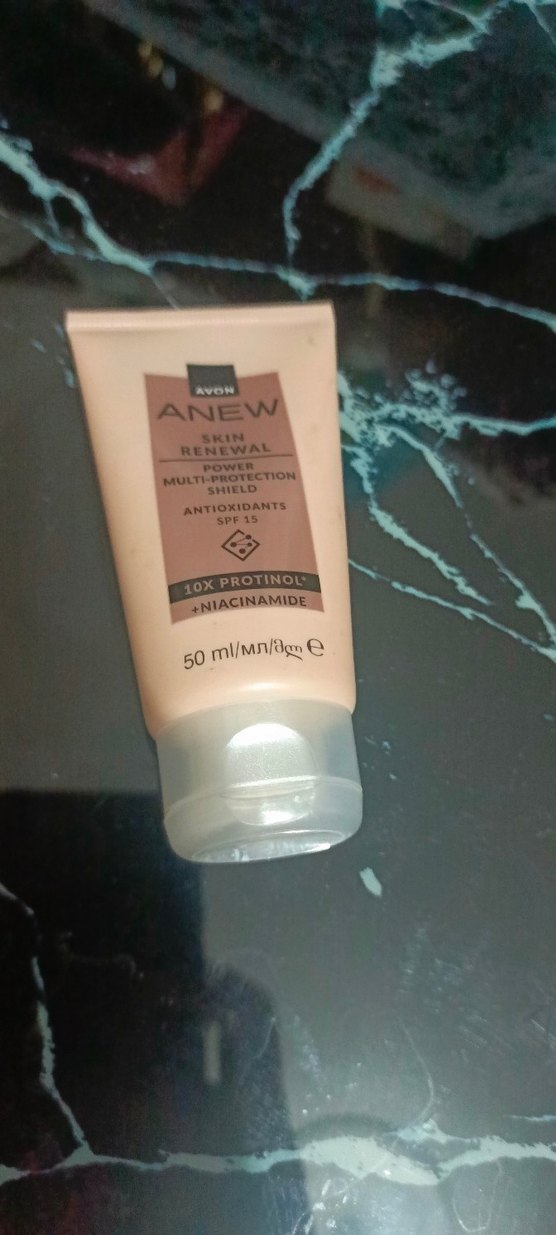 AVON
ANEW
SKIN
RENEWAL
POWER
MULTI-PROTECTION
SHIELD
ANTIOXIDANTS
SPF 15
10X PROTINOL*
+NIACINAMIDE
50 ml/мл/მლ ℮